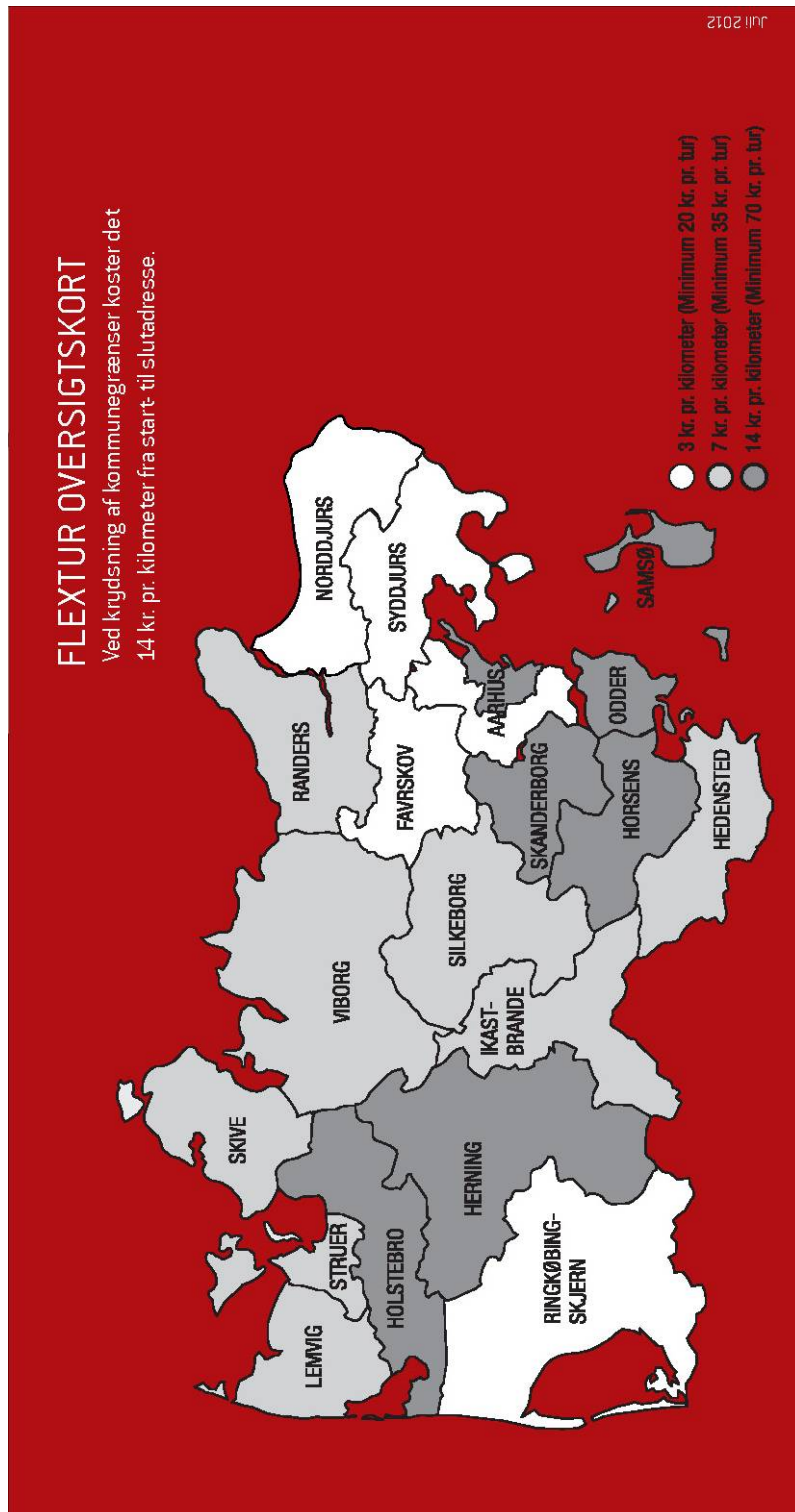 FLEXTUR OVERSIGTSKORT
Ved krydsning af kommunegrænser koster det
14 kr. pr. kilometer fra start- til slutadresse.
SKIVE
LEMVIG
STRUER
HOLSTEBRO
VIBORG
RANDERS
NORDDJURS
SYDDJURS
FAVRSKOV
AARHUS
SILKEBORG
IKAST-
BRANDE
HERNING
RINGKØBING-
SKJERN
SKANDERBORG
HORSENS
ODDER
SAMSØ
HEDENSTED
3 kr. pr. kilometer (Minimum 20 kr. pr. tur)
7 kr. pr. kilometer (Minimum 35 kr. pr. tur)
14 kr. pr. kilometer (Minimum 70 kr. pr. tur)
Juli 2012